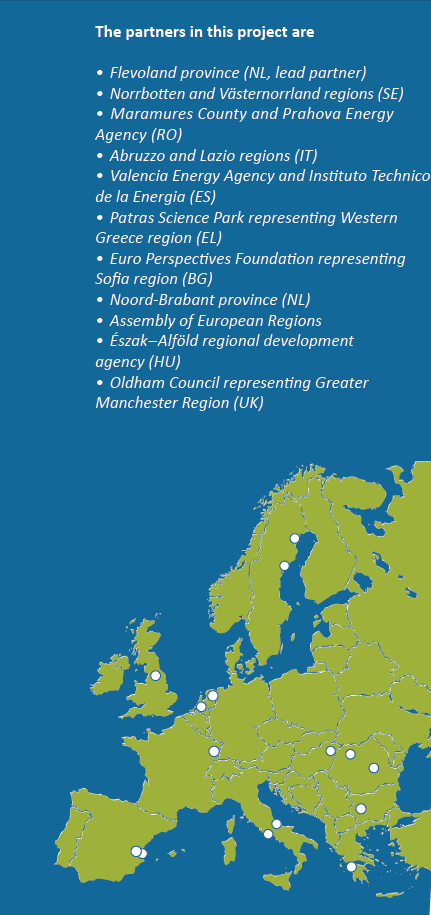 The partners in this project are
• Flevoland province (NL, lead partner)
• Norrbotten and Västernorrland regions (SE)
• Maramures County and Prahova Energy
Agency (RO)
• Abruzzo and Lazio regions (IT)
• Valencia Energy Agency and Instituto Technico
de la Energia (ES)
• Patras Science Park representing Western
Greece region (EL)
• Euro Perspectives Foundation representing
Sofia region (BG)
• Noord-Brabant province (NL)
• Assembly of European Regions
• Észak–Alföld regional development
agency (HU)
• Oldham Council representing Greater
Manchester Region (UK)